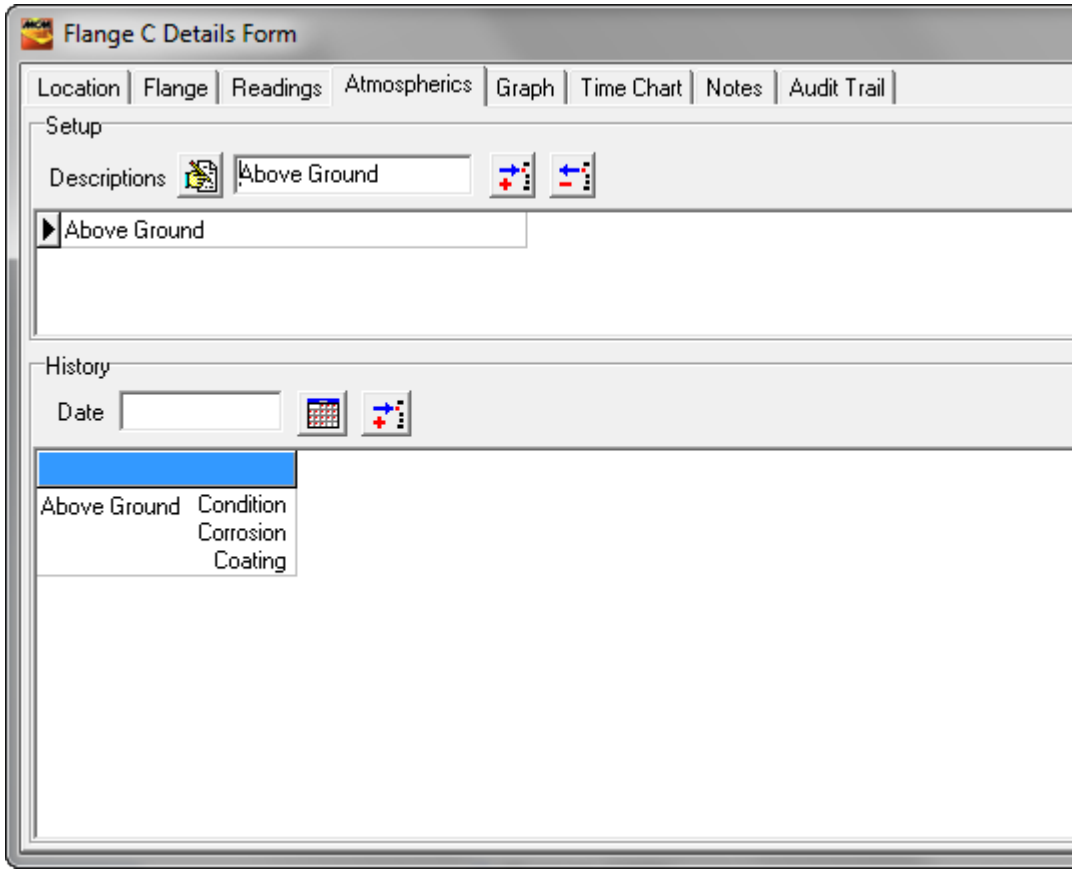 Flange C Details Form
Location Flange Readings Atmospherics Graph Time Chart Notes Audit Trail
Setup
Descriptions Above Ground
Above Ground
History
Date
Above Ground Condition
Corrosion
Coating